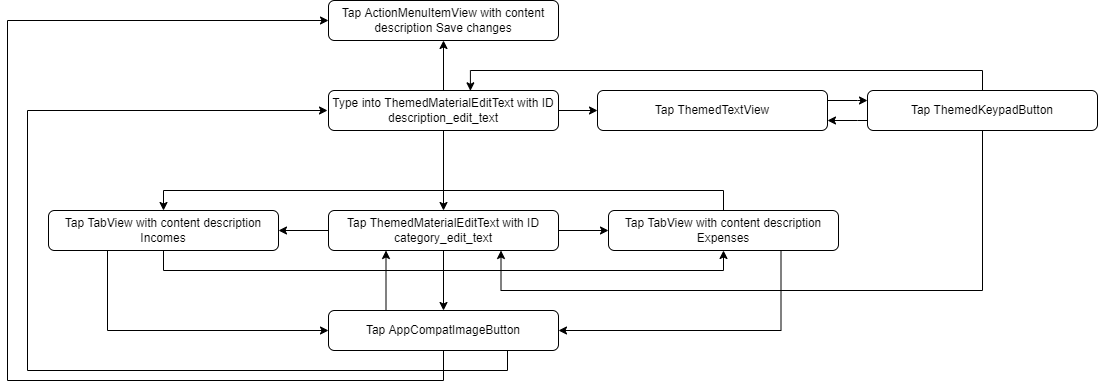 Tap ActionMenuItemView with content
description Save changes
Type into ThemedMaterialEditText with ID
description_edit_text
Tap ThemedTextView
Tap ThemedKeypadButton
Tap TabView with content description
Incomes
Tap ThemedMaterialEditText with ID
category_edit_text
Tap TabView with content description
Expenses
Tap AppCompatImageButton